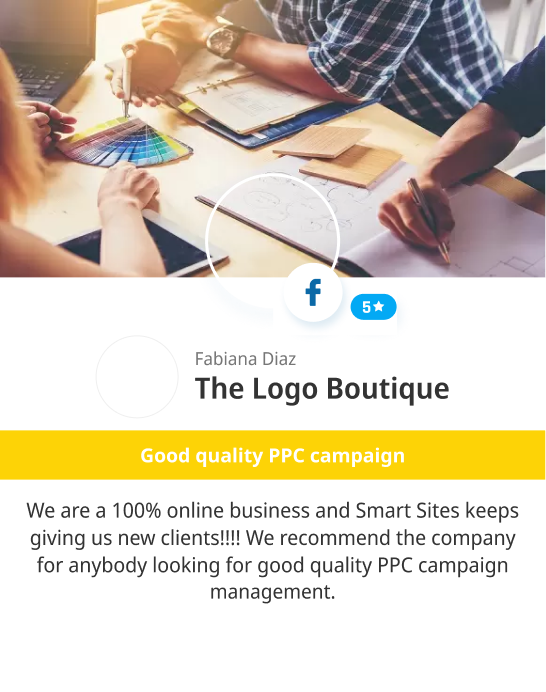 f
5★
Fabiana Diaz
The Logo Boutique
Good quality PPC campaign
We are a 100% online business and Smart Sites keeps
giving us new clients!!!! We recommend the company
for anybody looking for good quality PPC campaign
management.